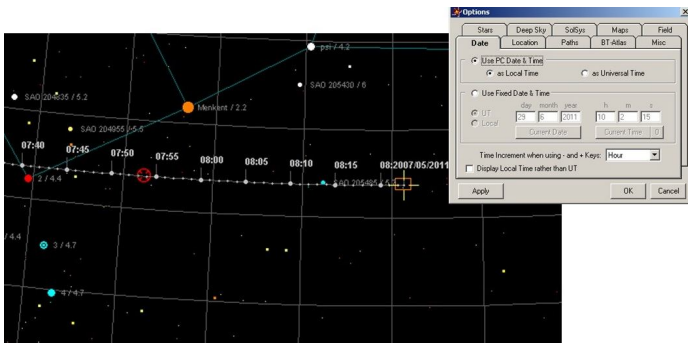 psi / 4.2
SAO 204835 / 5.2
SAO 205430 / 6
Menkent / 2.2
SAO 204955 / 5.5
07:40
07:45
07:50
07:55
08:00
08:05
08:10
08:15
08:2007/05/2011
2 / 4.4
/ 4.4
3 / 4.7
4 / 4.7
Options
Stars
Deep Sky
SolSys
Maps
Field
Date
Location
Paths
BT-Atlas
Misc
Use PC Date & Time
as Local Time
as Universal Time
Use Fixed Date & Time
day month year h m s
UT
29 6 2011 10 2 15
Local
Current Date
Current Time 0
Time Increment when using - and + Keys: Hour
Display Local Time rather than UT
Apply
OK
Cancel